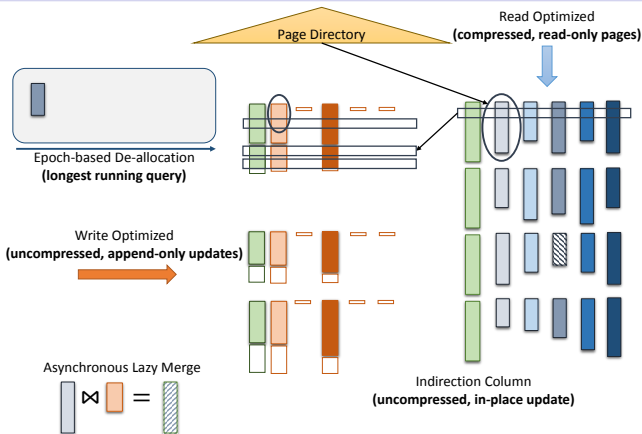 Page Directory
Read Optimized
(compressed, read-only pages)
Epoch-based De-allocation
(longest running query)
Write Optimized
(uncompressed, append-only updates)
Asynchronous Lazy Merge
⋈ =
Indirection Column
(uncompressed, in-place update)